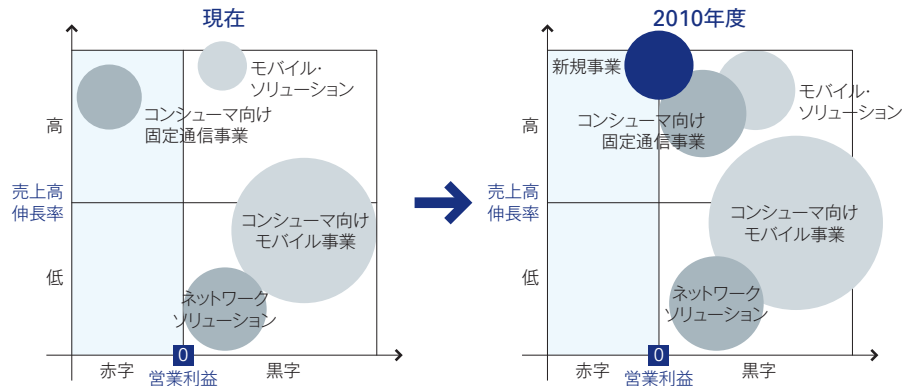 現在
モバイル・
ソリューション
コンシューマ向け
固定通信事業
高
売上高
伸長率
コンシューマ向け
モバイル事業
低
ネットワーク
ソリューション
0
赤字
営業利益
黒字
2010年度
新規事業
モバイル・
ソリューション
コンシューマ向け
固定通信事業
高
売上高
伸長率
コンシューマ向け
モバイル事業
低
ネットワーク
ソリューション
0
赤字
営業利益
黒字